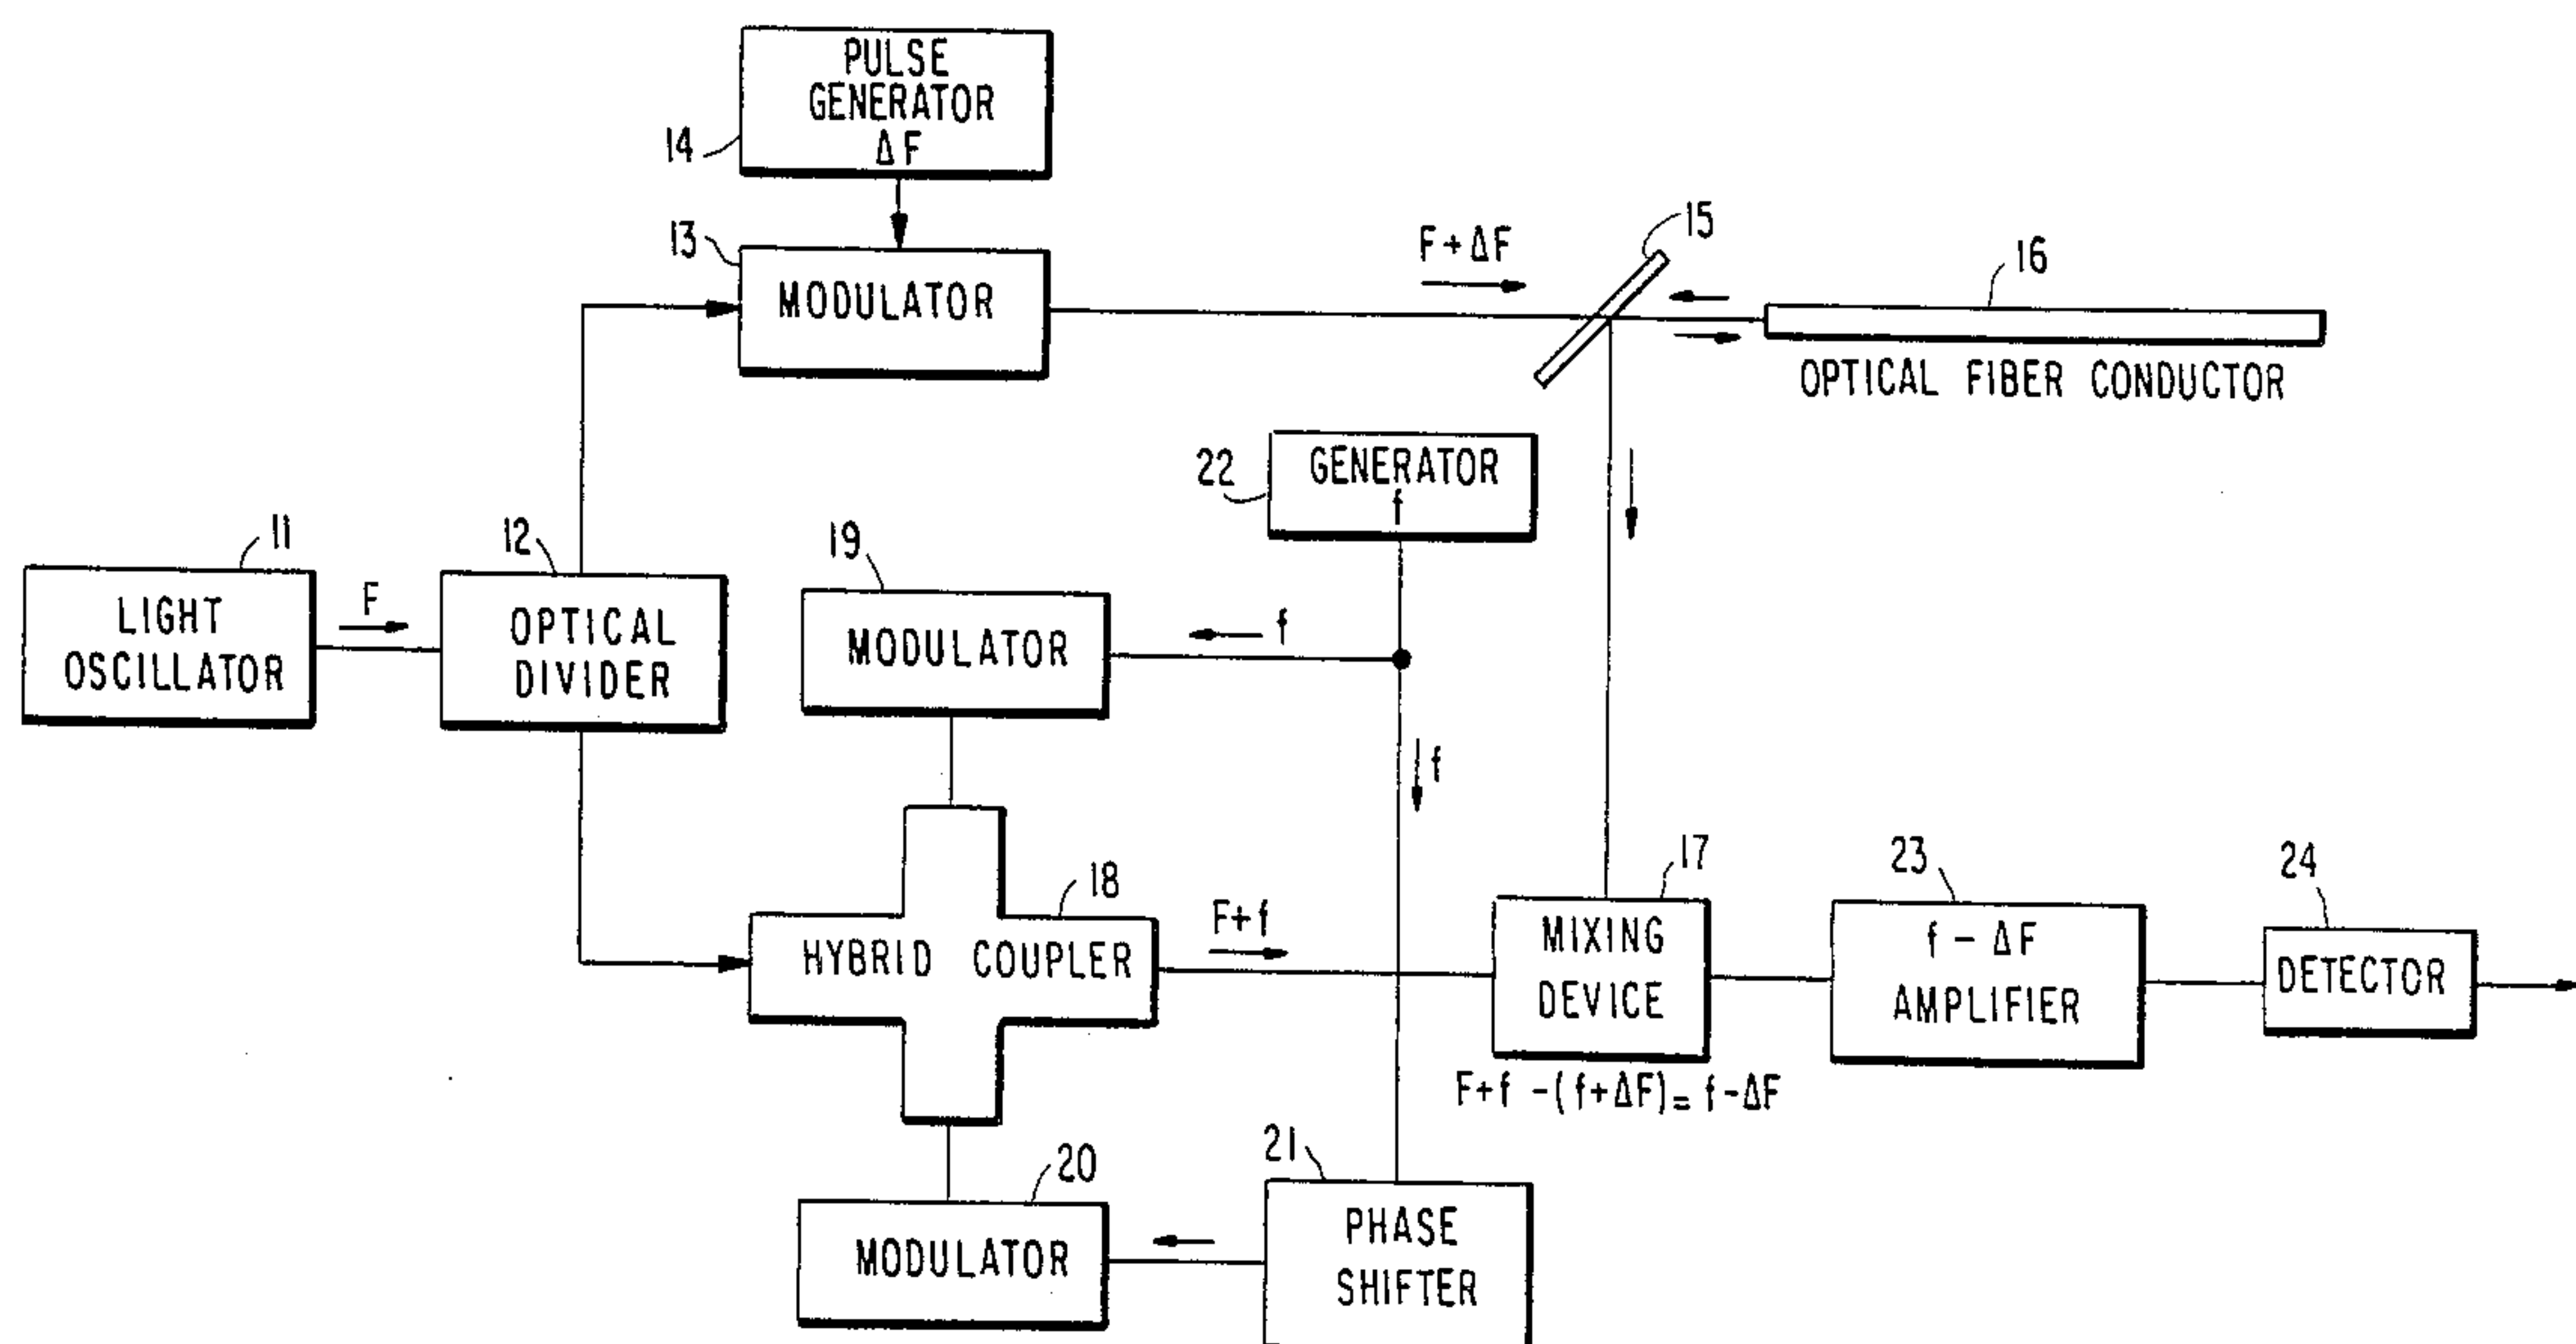 PULSE
GENERATOR
ΔF
14
13
MODULATOR
F+ΔF
15
16
OPTICAL FIBER CONDUCTOR
22
GENERATOR
f
11
LIGHT
OSCILLATOR
F
12
OPTICAL
DIVIDER
19
MODULATOR
f
f
18
HYBRID COUPLER
F+f
17
MIXING
DEVICE
F+f -(f+ΔF)= f-ΔF
23
f - ΔF
AMPLIFIER
24
DETECTOR
20
MODULATOR
21
PHASE
SHIFTER